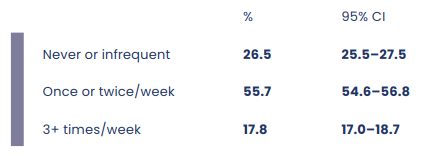 % 95% CI
Never or infrequent 26.5 25.5–27.5
Once or twice/week 55.7 54.6–56.8
3+ times/week 17.8 17.0–18.7